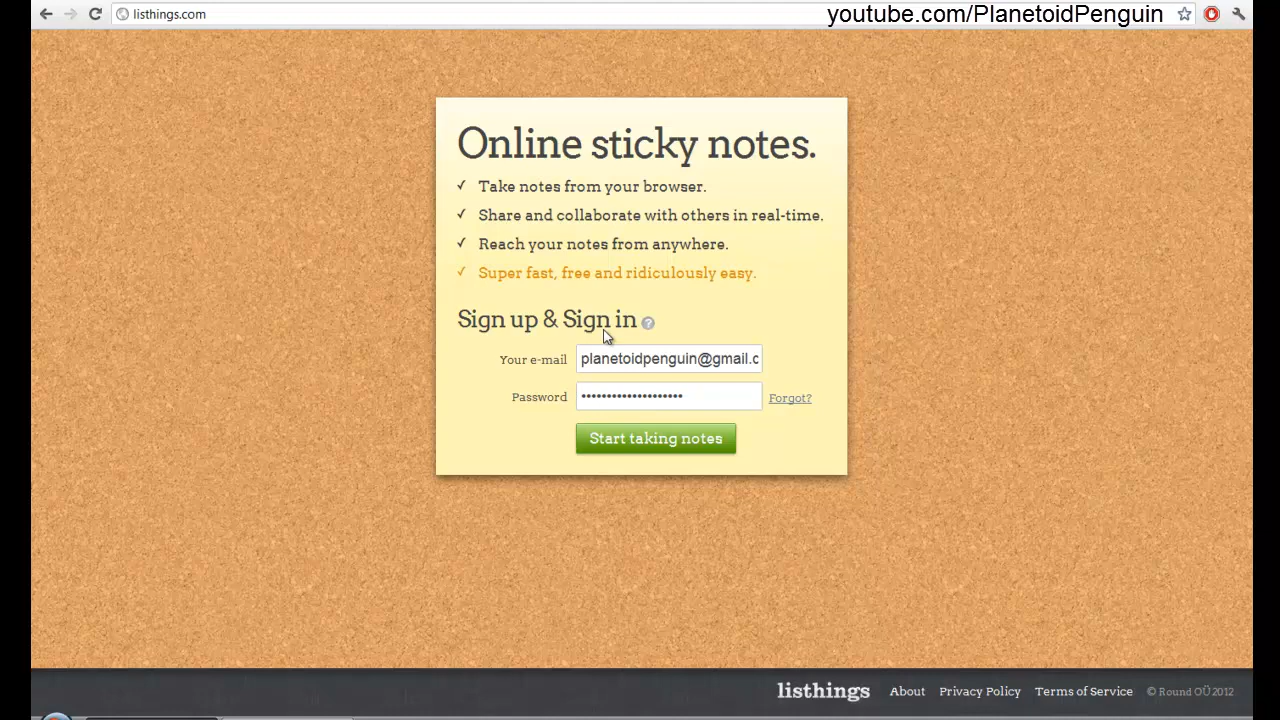 listhings.com
youtube.com/PlanetoidPenguin
Online sticky notes.
✓ Take notes from your browser.
✓ Share and collaborate with others in real-time.
✓ Reach your notes from anywhere.
✓ Super fast, free and ridiculously easy.
Sign up & Sign in ?
Your e-mail planetoidpenguin@gmail.c
Password •••••••••••••••••••• Forgot?
Start taking notes
listhings About Privacy Policy Terms of Service © Round OÜ 2012